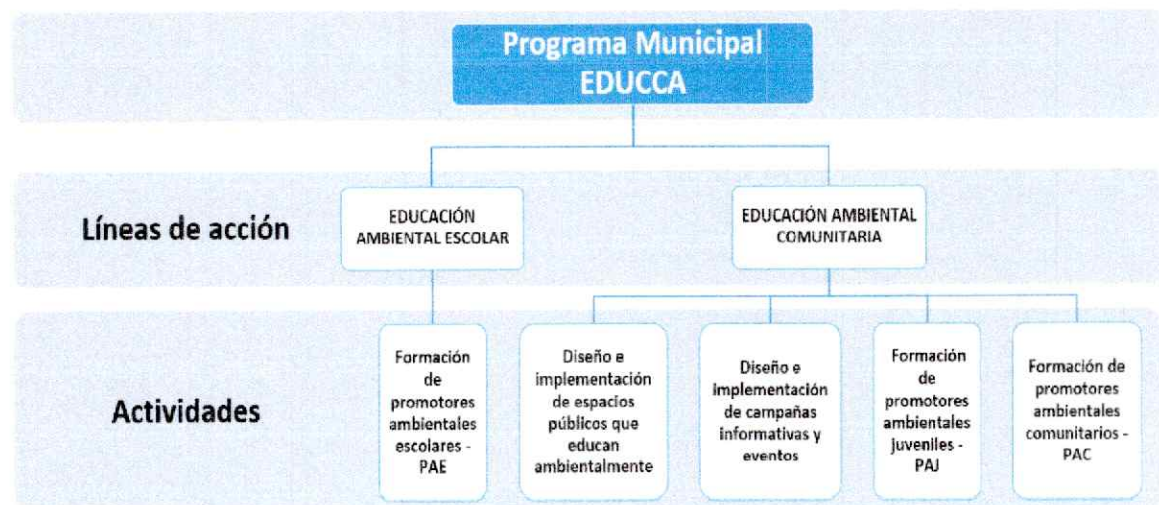 Programa Municipal
EDUCCA
Líneas de acción
EDUCACIÓN
AMBIENTAL ESCOLAR
EDUCACIÓN AMBIENTAL
COMUNITARIA
Actividades
Formación
de
promotores
ambientales
escolares -
PAE
Diseño e
implementación
de espacios
públicos que
educan
ambientalmente
Diseño e
implementación
de campañas
informativas y
eventos
Formación
de
promotores
ambientales
juveniles -
PAJ
Formación de
promotores
ambientales
comunitarios -
PAC